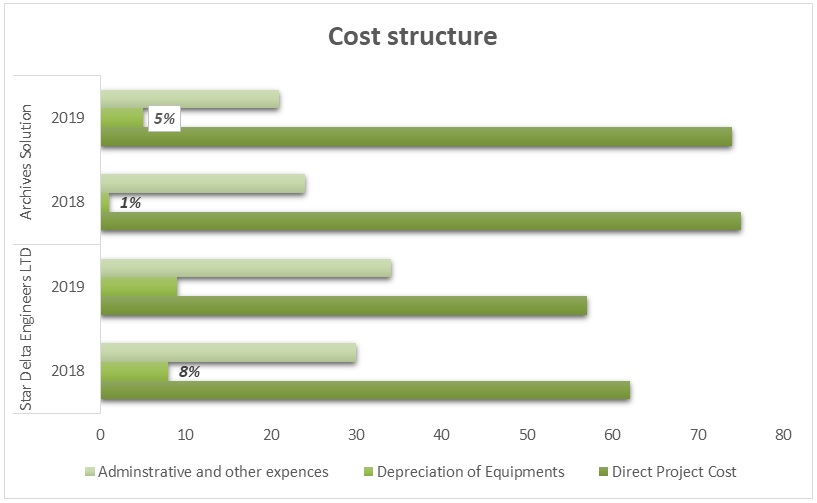 Cost structure
Archives Solution
2019
5%
2018
1%
Star Delta Engineers LTD
2019
2018
8%
0 10 20 30 40 50 60 70 80
Adminstrative and other expences Depreciation of Equipments Direct Project Cost